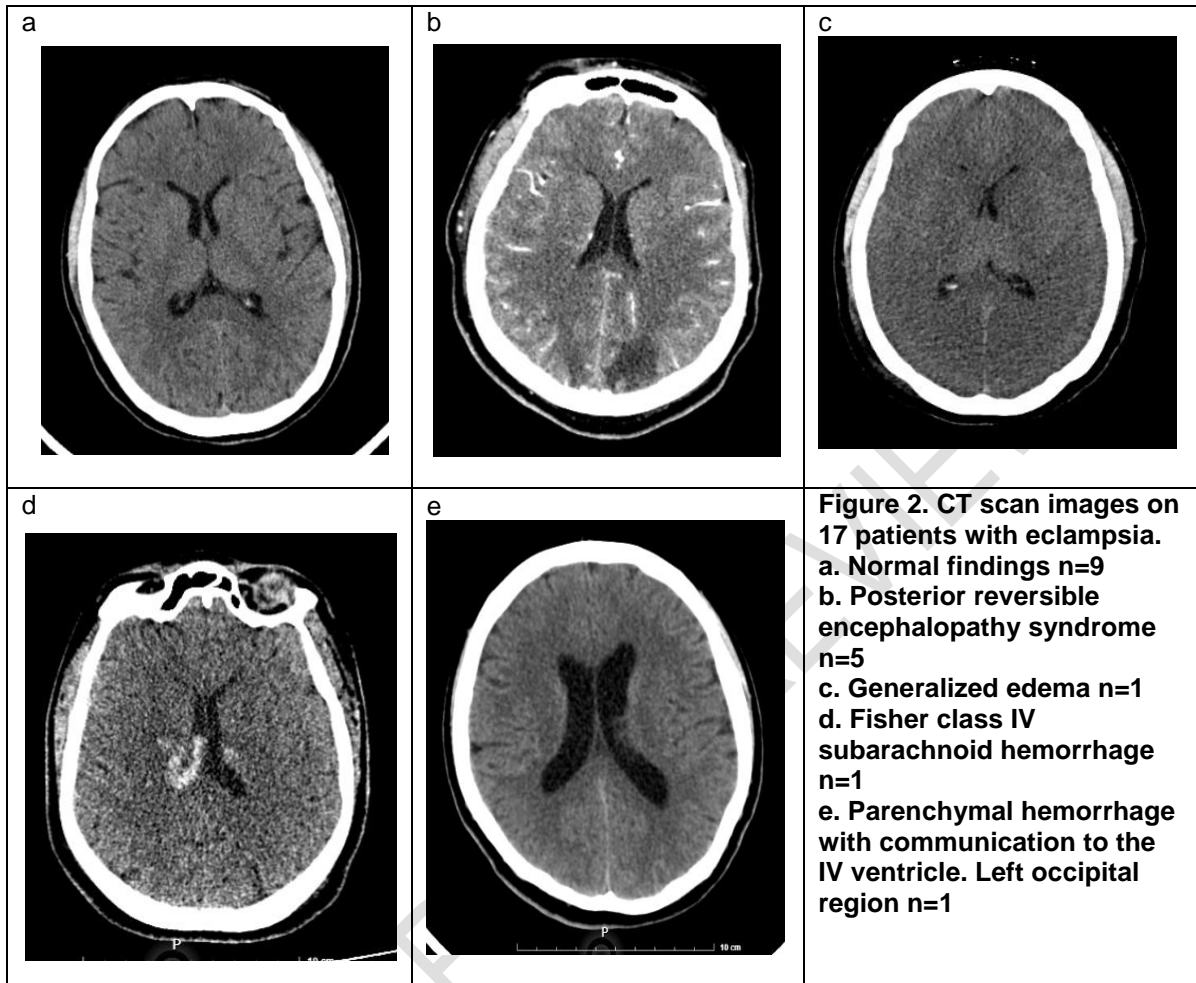 a
b
c
d
e
P
10 cm
P
10 cm
Figure 2. CT scan images on
17 patients with eclampsia.
a. Normal findings n=9
b. Posterior reversible
encephalopathy syndrome
n=5
c. Generalized edema n=1
d. Fisher class IV
subarachnoid hemorrhage
n=1
e. Parenchymal hemorrhage
with communication to the
IV ventricle. Left occipital
region n=1